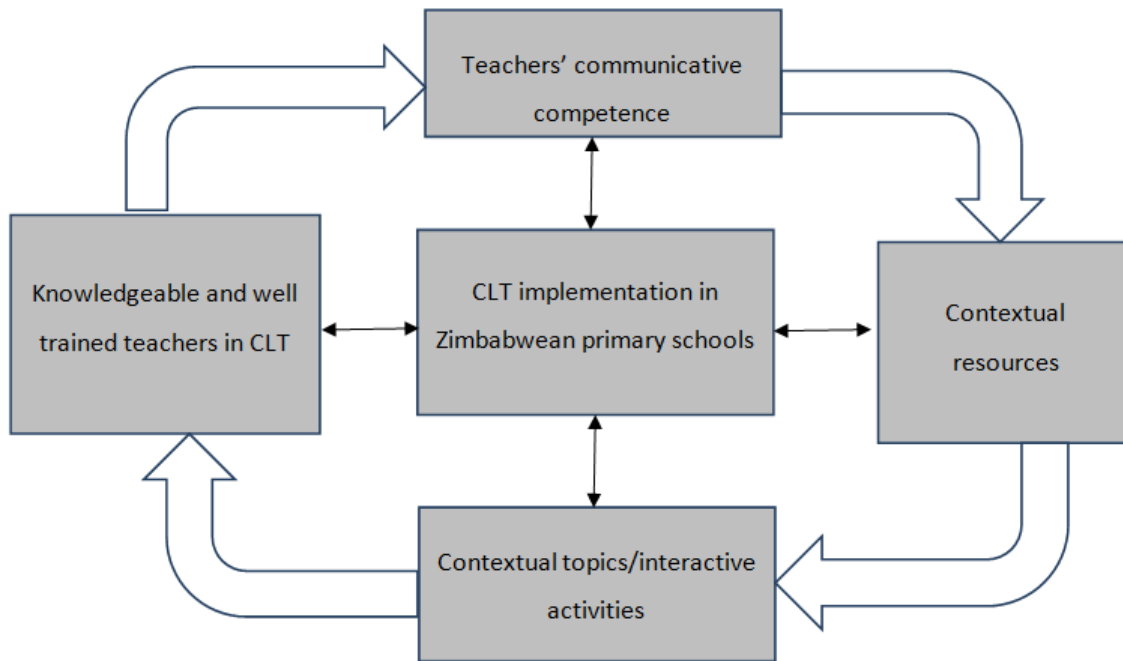 Teachers’ communicative
competence
Knowledgeable and well
trained teachers in CLT
CLT implementation in
Zimbabwean primary schools
Contextual
resources
Contextual topics/interactive
activities